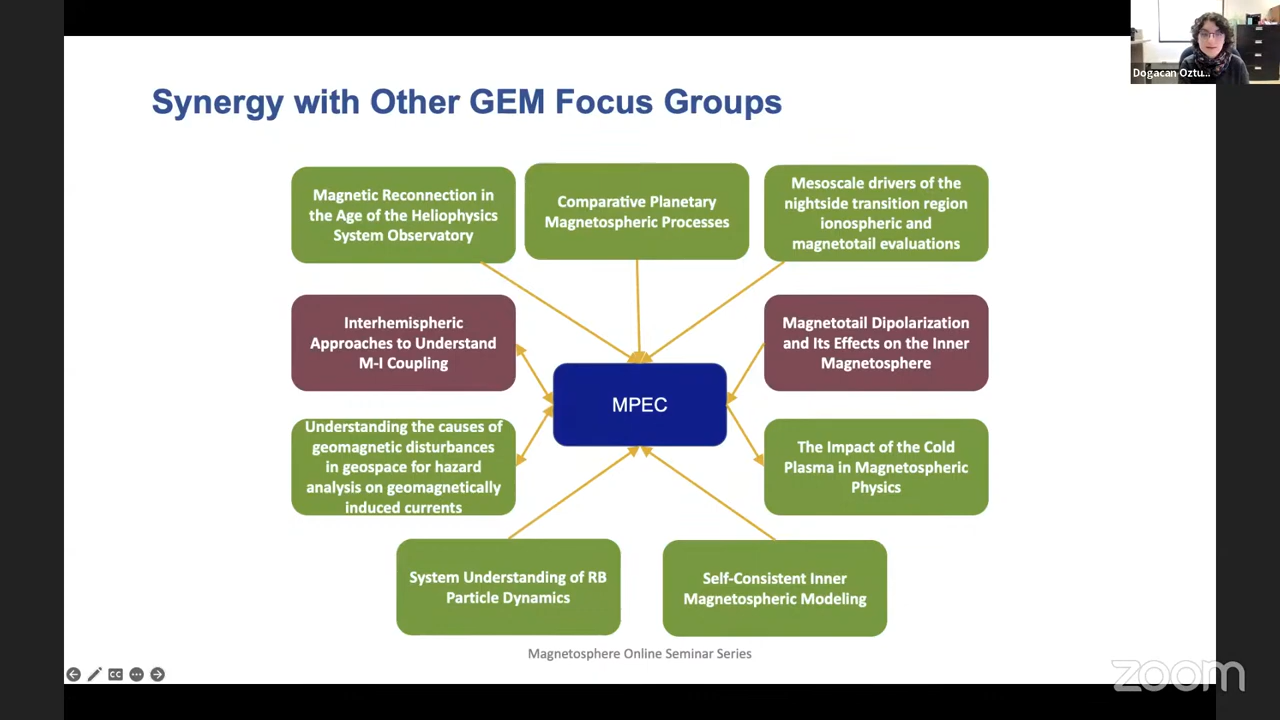 Synergy with Other GEM Focus Groups
Magnetic Reconnection in
the Age of the Heliophysics
System Observatory
Comparative Planetary
Magnetospheric Processes
Mesoscale drivers of the
nightside transition region
ionospheric and
magnetotail evaluations
Interhemispheric
Approaches to Understand
M-I Coupling
Magnetotail Dipolarization
and Its Effects on the Inner
Magnetosphere
MPEC
Understanding the causes of
geomagnetic disturbances
in geospace for hazard
analysis on geomagnetically
induced currents
The Impact of the Cold
Plasma in Magnetospheric
Physics
System Understanding of RB
Particle Dynamics
Self-Consistent Inner
Magnetospheric Modeling
Magnetosphere Online Seminar Series
Dogacan Oztu...
CC
zoom